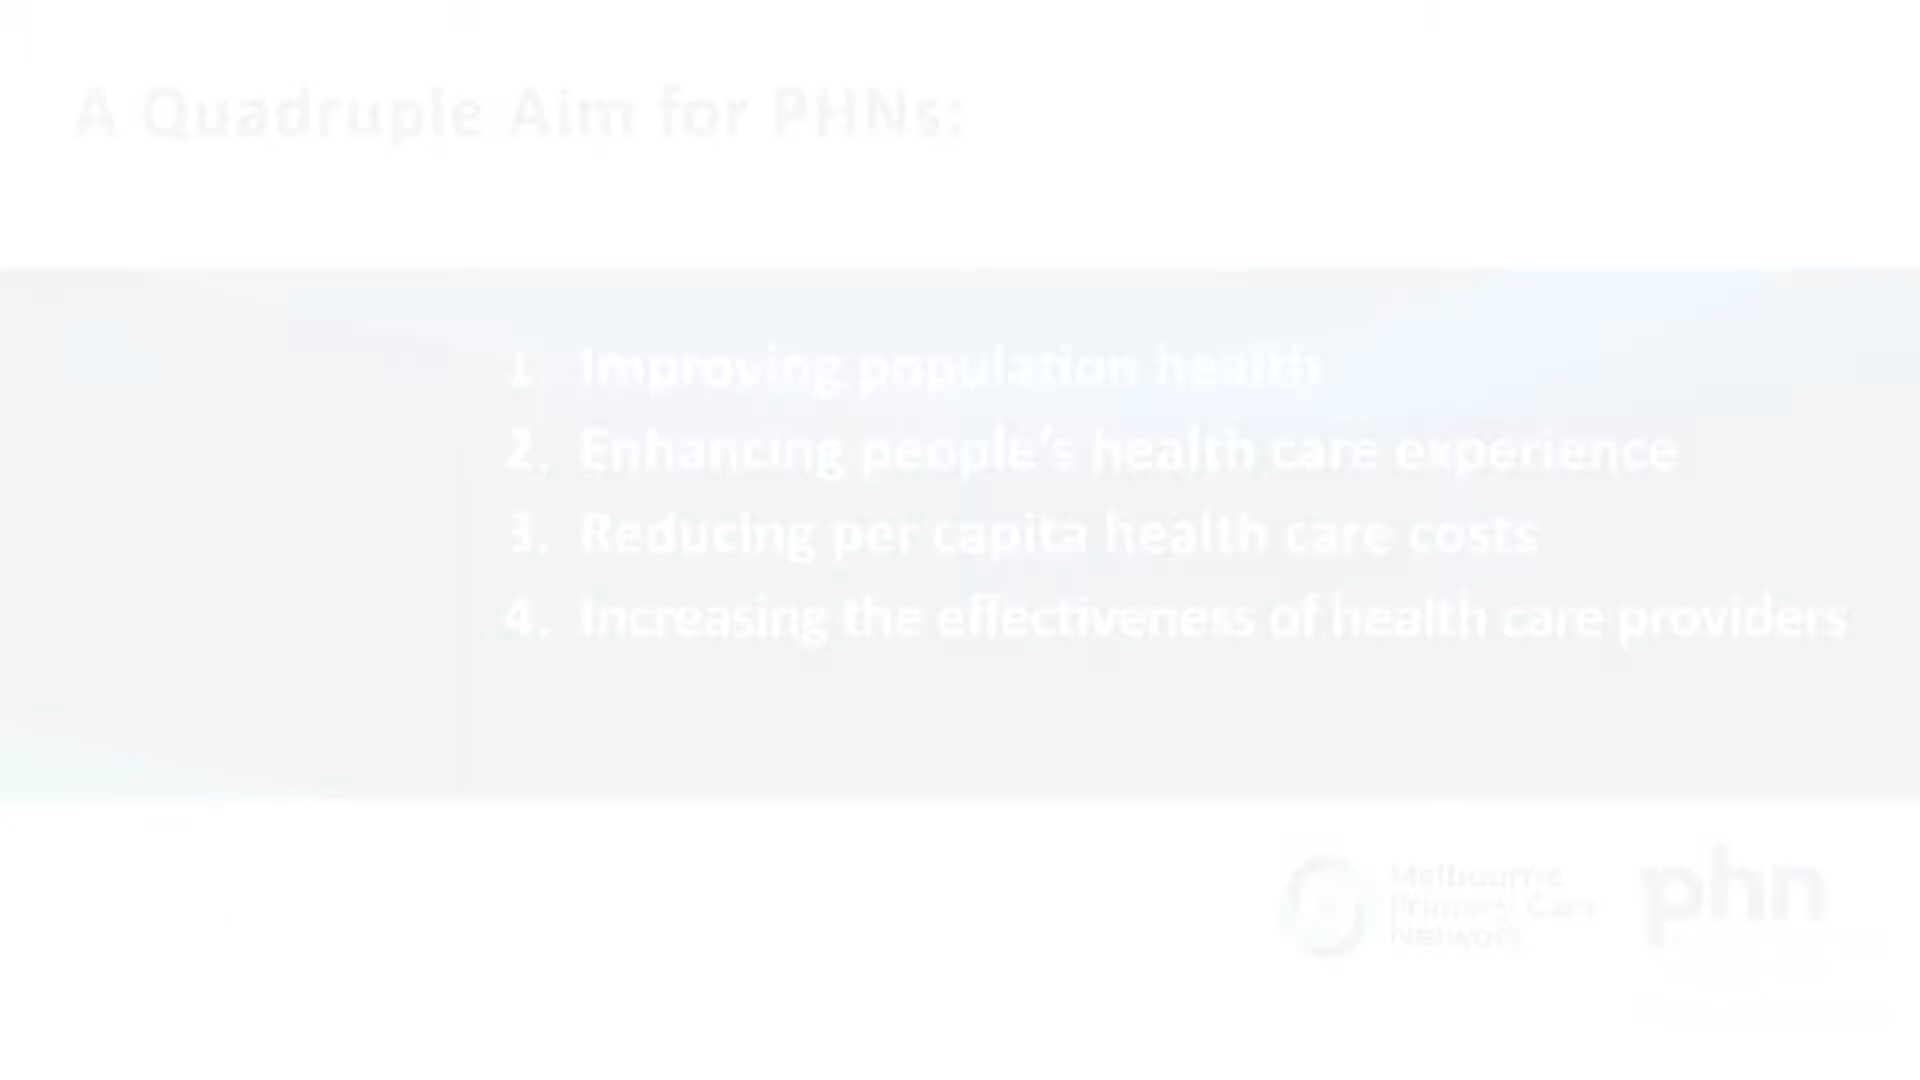 A Quadruple Aim for PHNs:
1. Improving population health
2. Enhancing people's health care experience
3. Reducing per capita health care costs
4. Increasing the effectiveness of health care providers
Melbourne
Primary Care
Network
phn